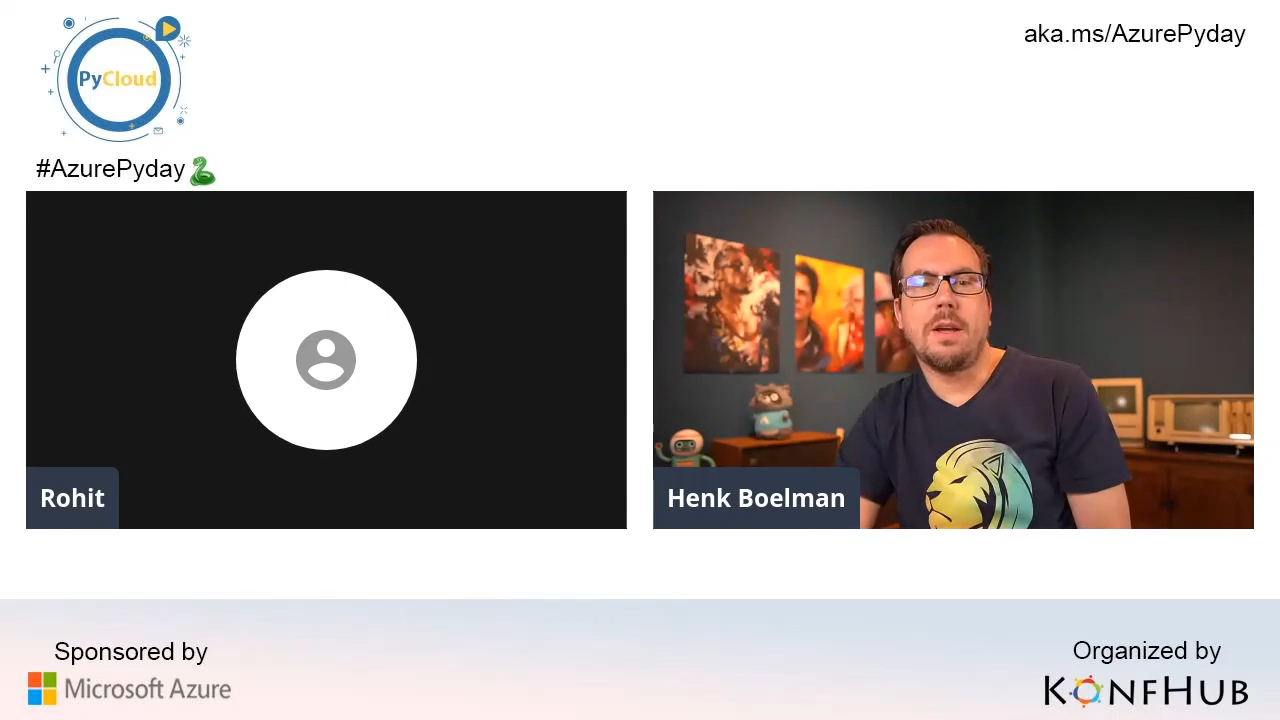 PyCloud
aka.ms/AzurePyday
#AzurePyday
Rohit
Henk Boelman
Sponsored by
Microsoft Azure
Organized by
KONFHUB